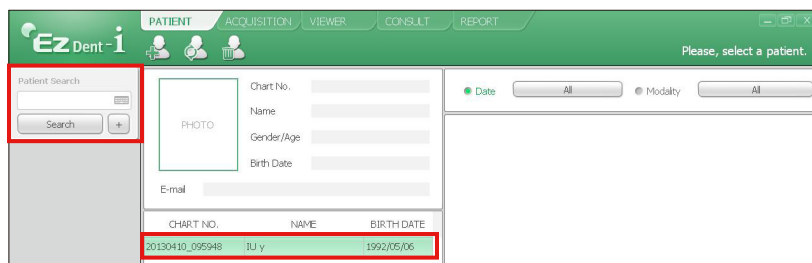 PATIENT ACQUISITION VIEWER CONSULT REPORT
Ez Dent-i
Please, select a patient.
Patient Search
Search +
PHOTO
Chart No.
Name
Gender/Age
Birth Date
E-mail
Date All Modality All
CHART NO. NAME BIRTH DATE
20130410_095948 IU y 1992/05/06